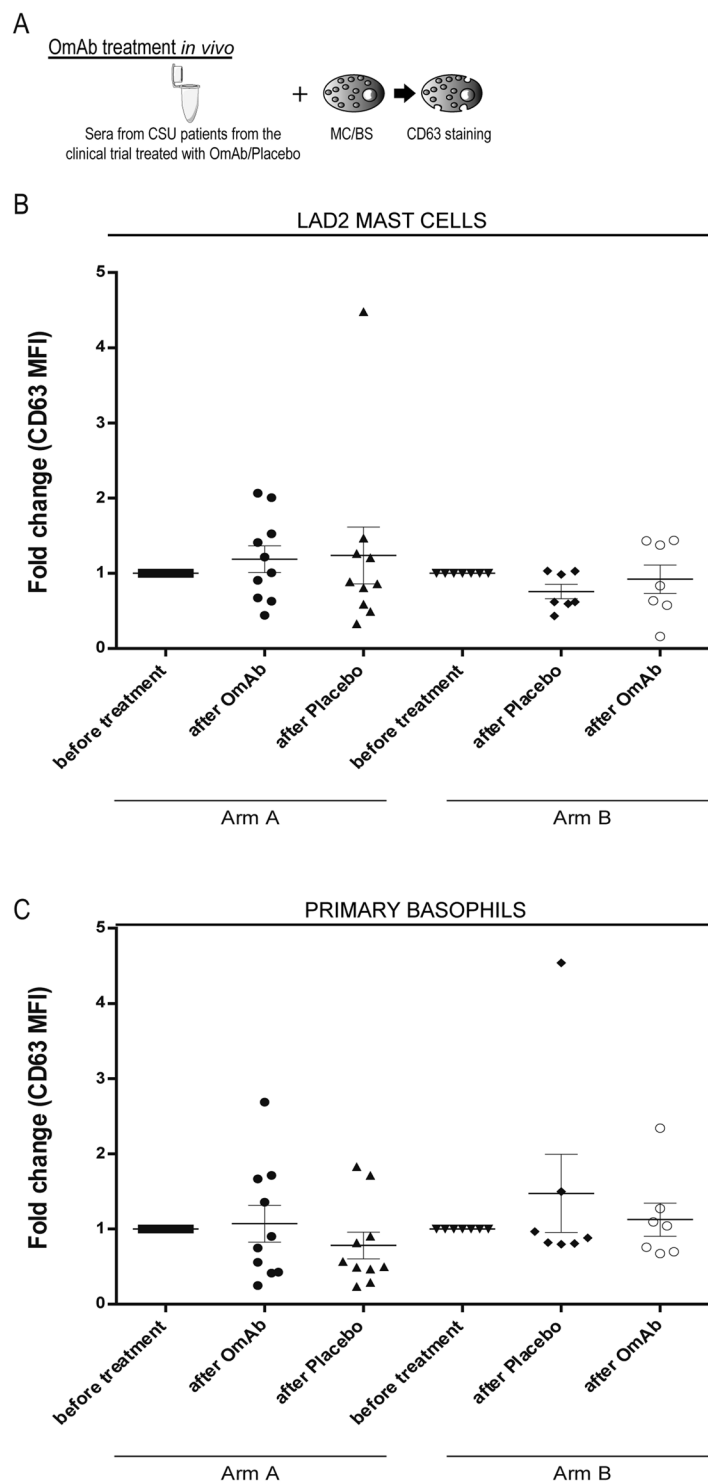 A
OmAb treatment in vivo
+
Sera from CSU patients from the
clinical trial treated with OmAb/Placebo
MC/BS
CD63 staining
B
LAD2 MAST CELLS
Fold change (CD63 MFI)
5
4
3
2
1
0
before treatment
after OmAb
after Placebo
before treatment
after Placebo
after OmAb
Arm A
Arm B
C
PRIMARY BASOPHILS
Fold change (CD63 MFI)
5
4
3
2
1
0
before treatment
after OmAb
after Placebo
before treatment
after Placebo
after OmAb
Arm A
Arm B